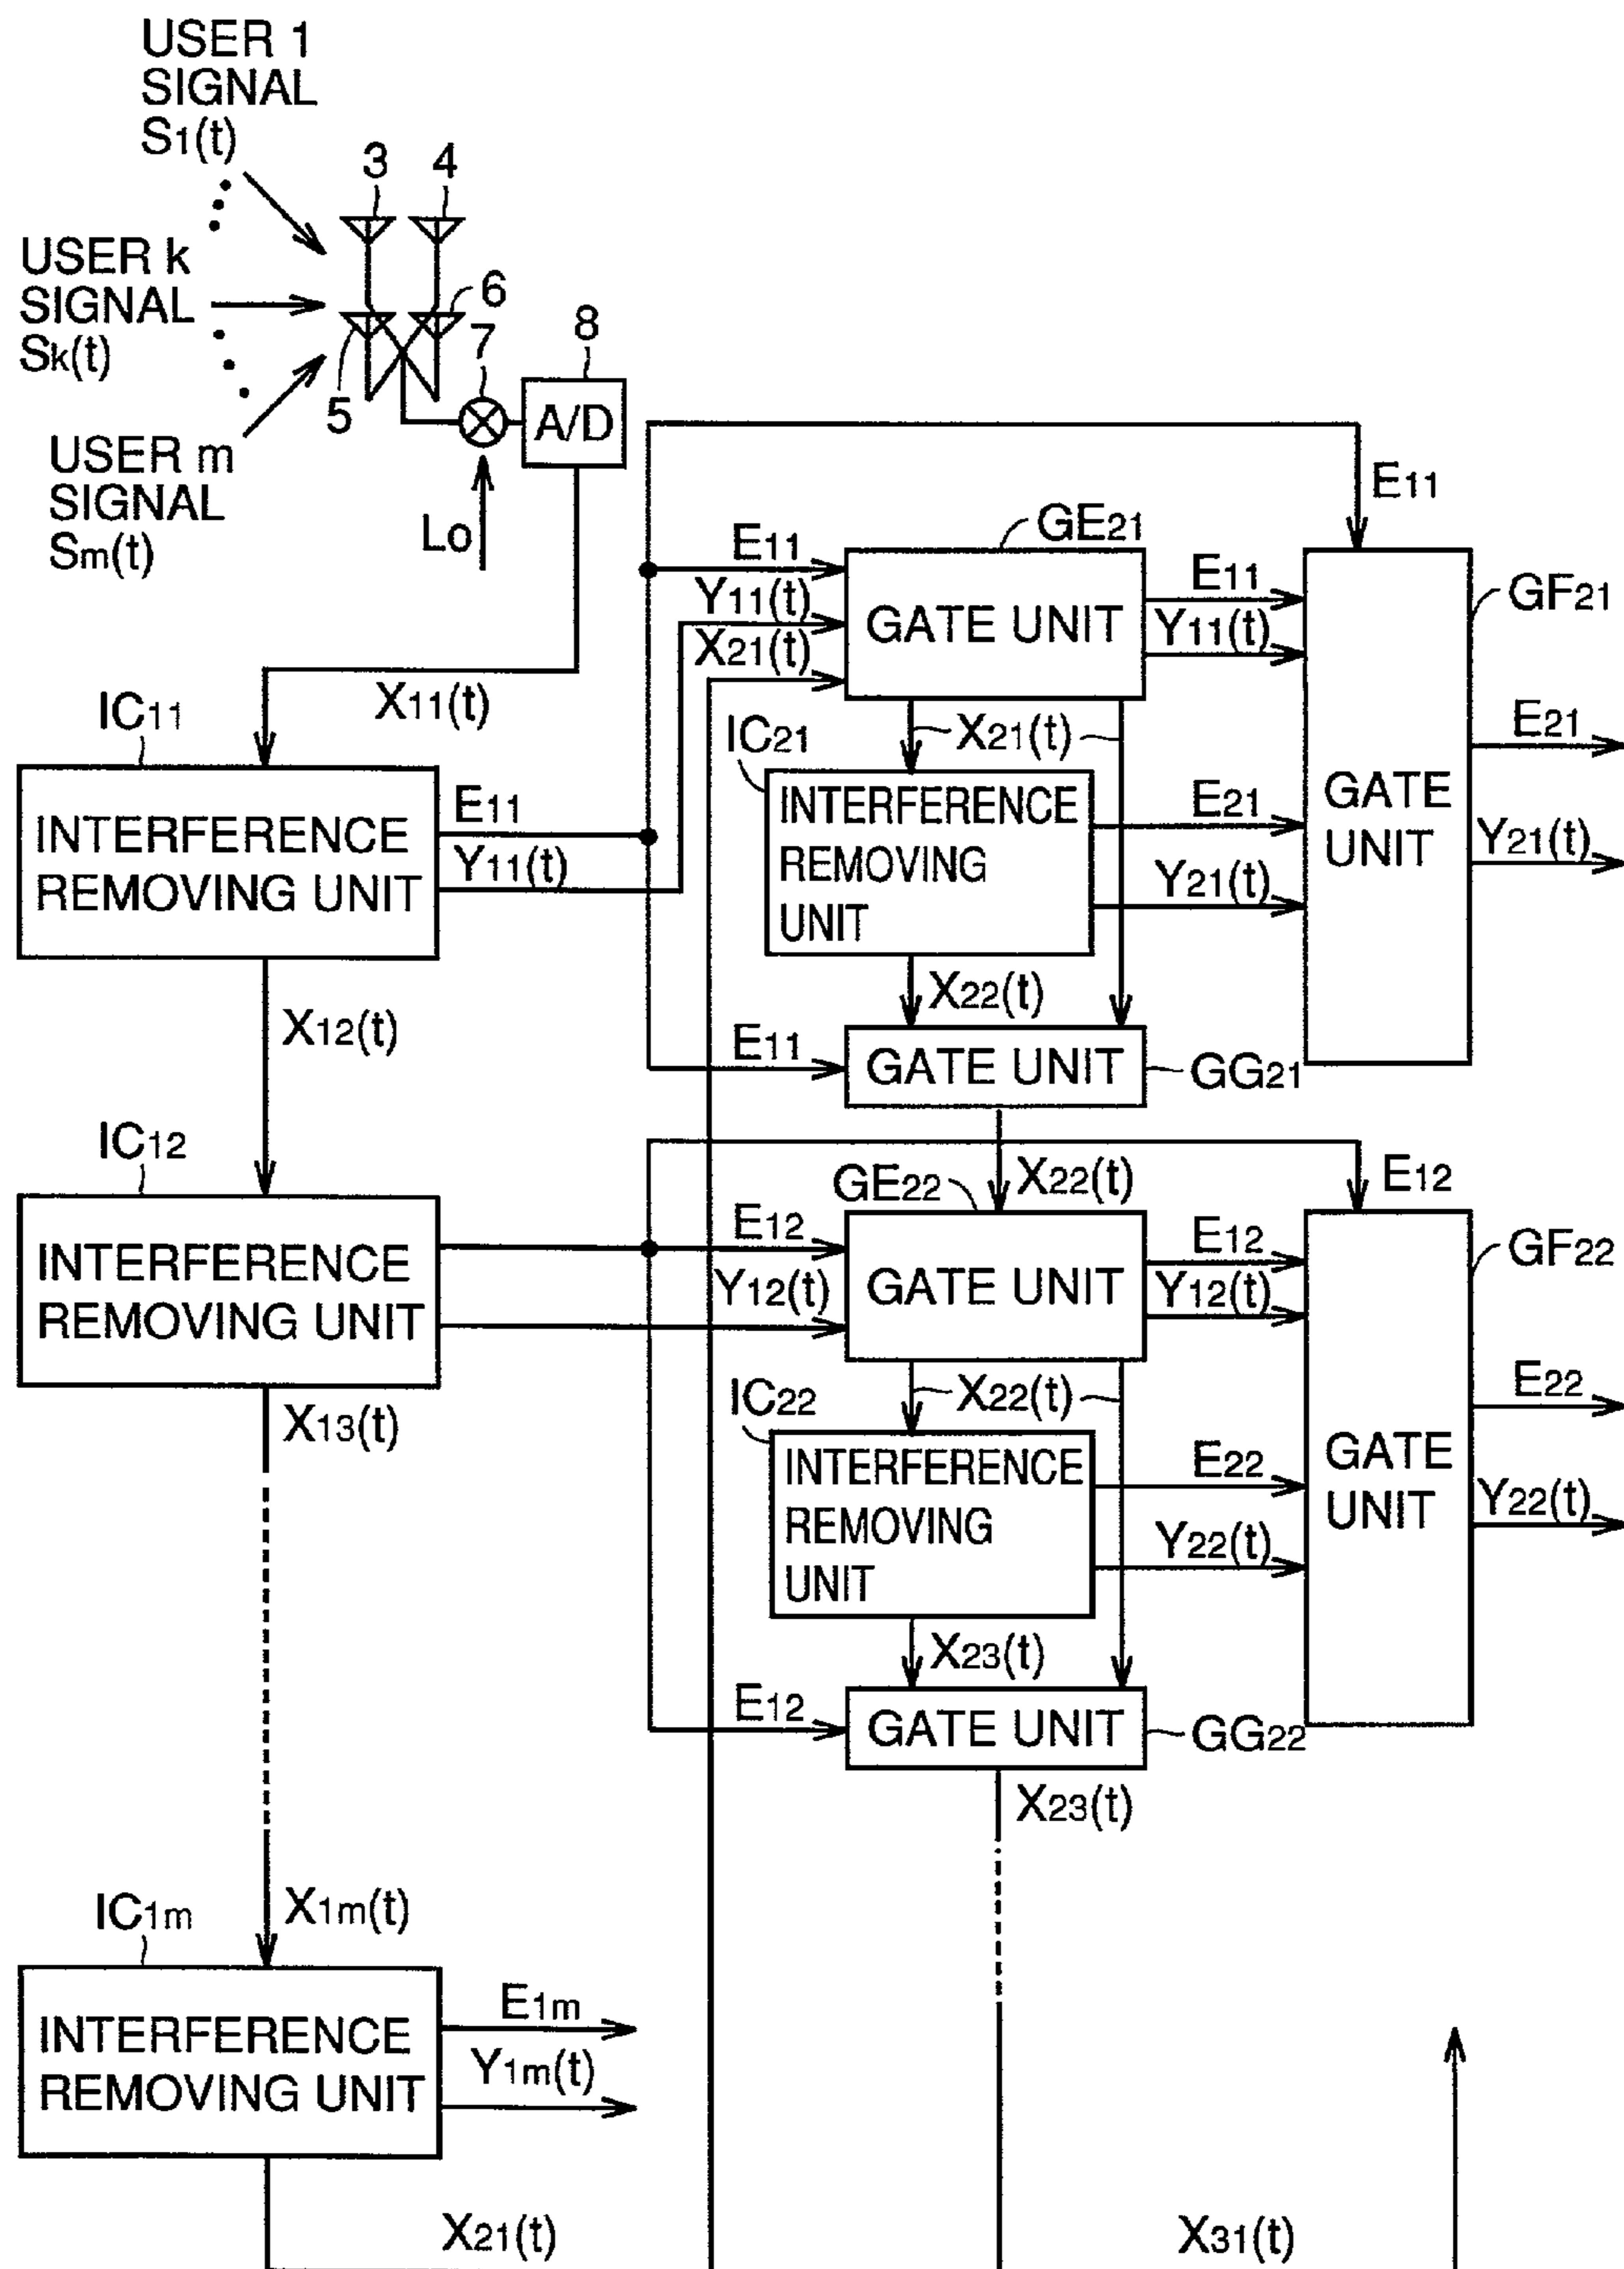 USER 1
SIGNAL
S1(t)
3
4
USER k
SIGNAL
Sk(t)
5
6
7
8
A/D
USER m
SIGNAL
Sm(t)
Lo
E11
GE21
E11
Y11(t)
X21(t)
GATE UNIT
E11
Y11(t)
GF21
X11(t)
IC11
INTERFERENCE
REMOVING UNIT
E11
Y11(t)
IC21
X21(t)
INTERFERENCE
REMOVING
UNIT
E21
Y21(t)
GATE
UNIT
E21
Y21(t)
X22(t)
X12(t)
E11
GATE UNIT
GG21
IC12
INTERFERENCE
REMOVING UNIT
X22(t)
E12
GE22
E12
Y12(t)
GATE UNIT
E12
Y12(t)
GF22
X13(t)
IC22
X22(t)
INTERFERENCE
REMOVING
UNIT
E22
Y22(t)
GATE
UNIT
E22
Y22(t)
X23(t)
E12
GATE UNIT
GG22
X23(t)
IC1m
X1m(t)
INTERFERENCE
REMOVING UNIT
E1m
Y1m(t)
X21(t)
X31(t)